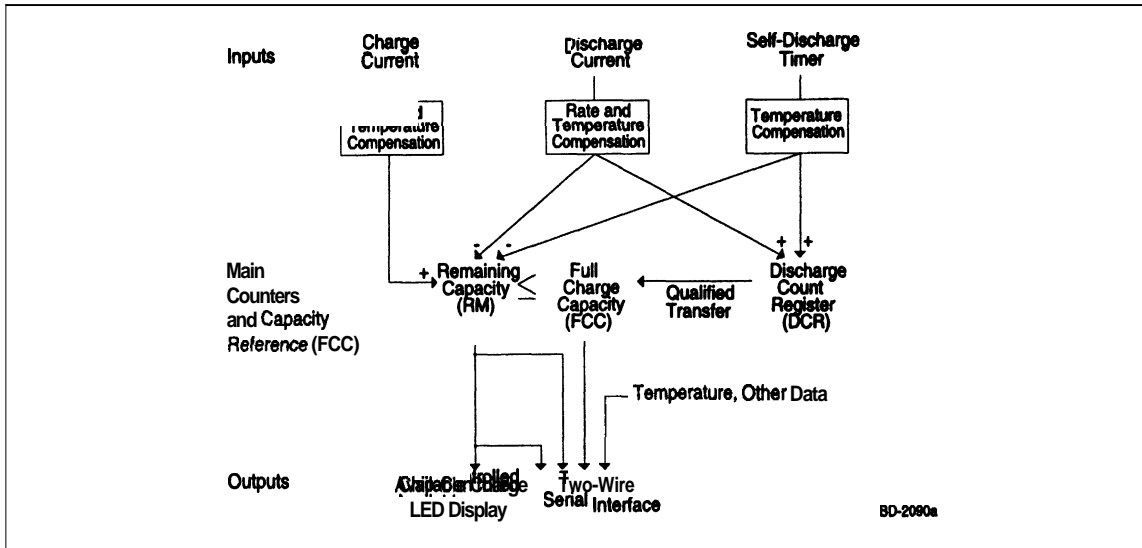 Inputs
Charge
Current
Discharge
Current
Self-Discharge
Timer
Temperature
Compensation
Rate and
Temperature
Compensation
Temperature
Compensation
- -
+ +
Main
Counters
and Capacity
Reference (FCC)
+ Remaining
Capacity
(RM)
<
Full
Charge
Capacity
(FCC)
Qualified
Transfer
Discharge
Count
Register
(DCR)
Temperature, Other Data
Outputs
LED Display
Two-Wire
Serial Interface
BD-2090a